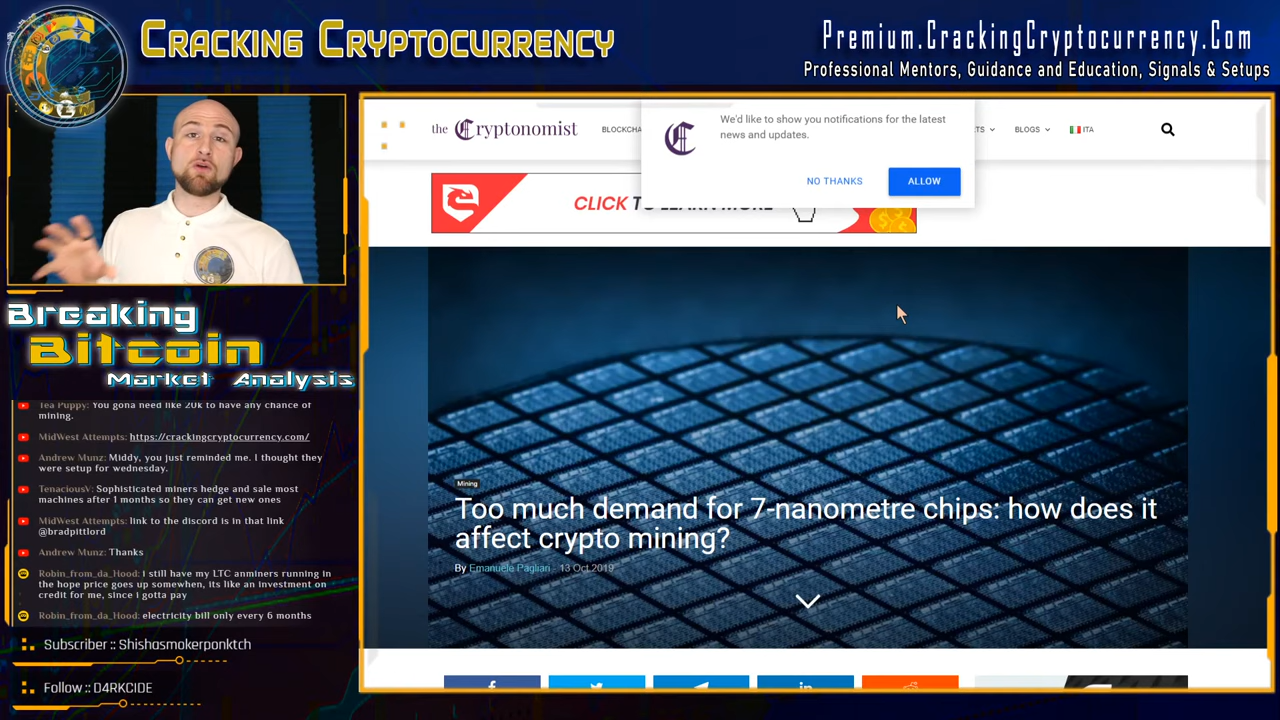 Cracking Cryptocurrency
Premium.CrackingCryptocurrency.Com
Professional Mentors, Guidance and Education, Signals & Setups
the Cryptonomist
BLOGS
ITA
We'd like to show you notifications for the latest
news and updates.
NO THANKS
ALLOW
CLICK TO LEARN MORE
Mining
Too much demand for 7-nanometre chips: how does it
affect crypto mining?
By Emanuele Pagliari - 13 Oct 2019
Breaking
Bitcoin
Market Analysis
Tea Puppy: You gona need like 20k to have any chance of
mining.
MidWest Attempts: https://crackingcryptocurrency.com/
Andrew Munz: Middy, you just reminded me. I thought they
were setup for wednesday.
TenaciousV: Sophisticated miners hedge and sale most
machines after 1 months so they can get new ones
MidWest Attempts: link to the discord is in that link
@bradpittlord
Andrew Munz: Thanks
Robin_from_da_Hood: i still have my LTC anminers running in
the hope price goes up somewhen, its like an investment on
credit for me, since i gotta pay
Robin_from_da_Hood: electricity bill only every 6 months
Subscriber :: Shishasmokerponktch
Follow :: D4RKCIDE